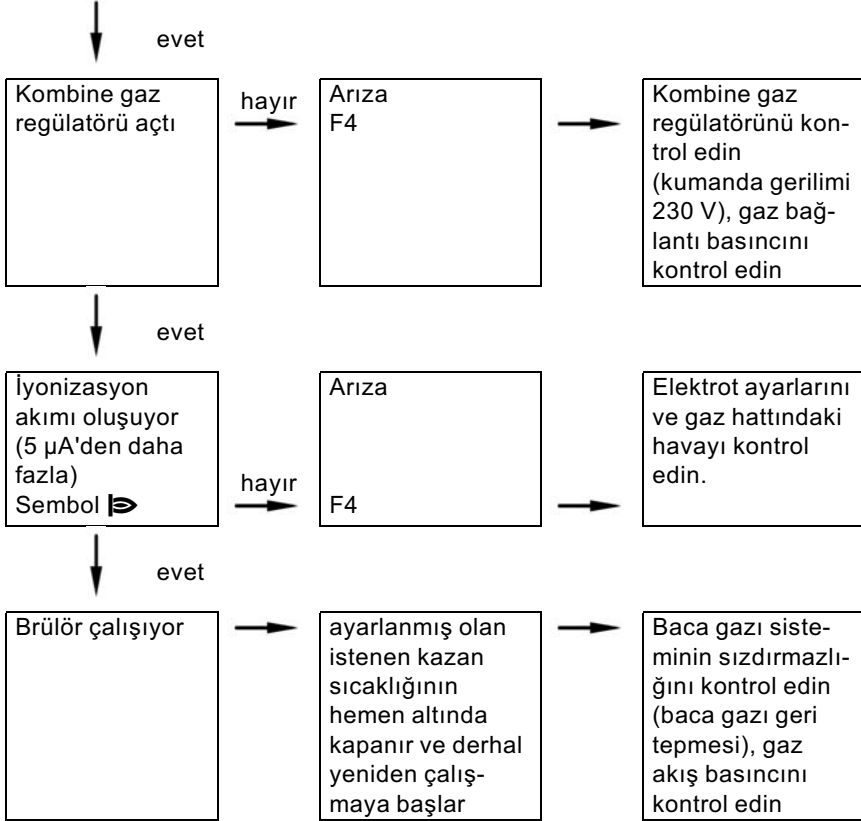 evet
Kombine gaz
regülatörü açtı
hayır
Arıza
F4
Kombine gaz
regülatörünü kon-
trol edin
(kumanda gerilimi
230 V), gaz bağ-
lantı basıncını
kontrol edin
evet
İyonizasyon
akımı oluşuyor
(5 µA'den daha
fazla)
Sembol
hayır
Arıza
F4
Elektrot ayarlarını
ve gaz hattındaki
havayı kontrol
edin.
evet
Brülör çalışıyor
ayarlanmış olan
istenen kazan
sıcaklığının
hemen altında
kapanır ve derhal
yeniden çalış-
maya başlar
Baca gazı siste-
minin sızdırmazlı-
ğını kontrol edin
(baca gazı geri
tepmesi), gaz
akış basıncını
kontrol edin